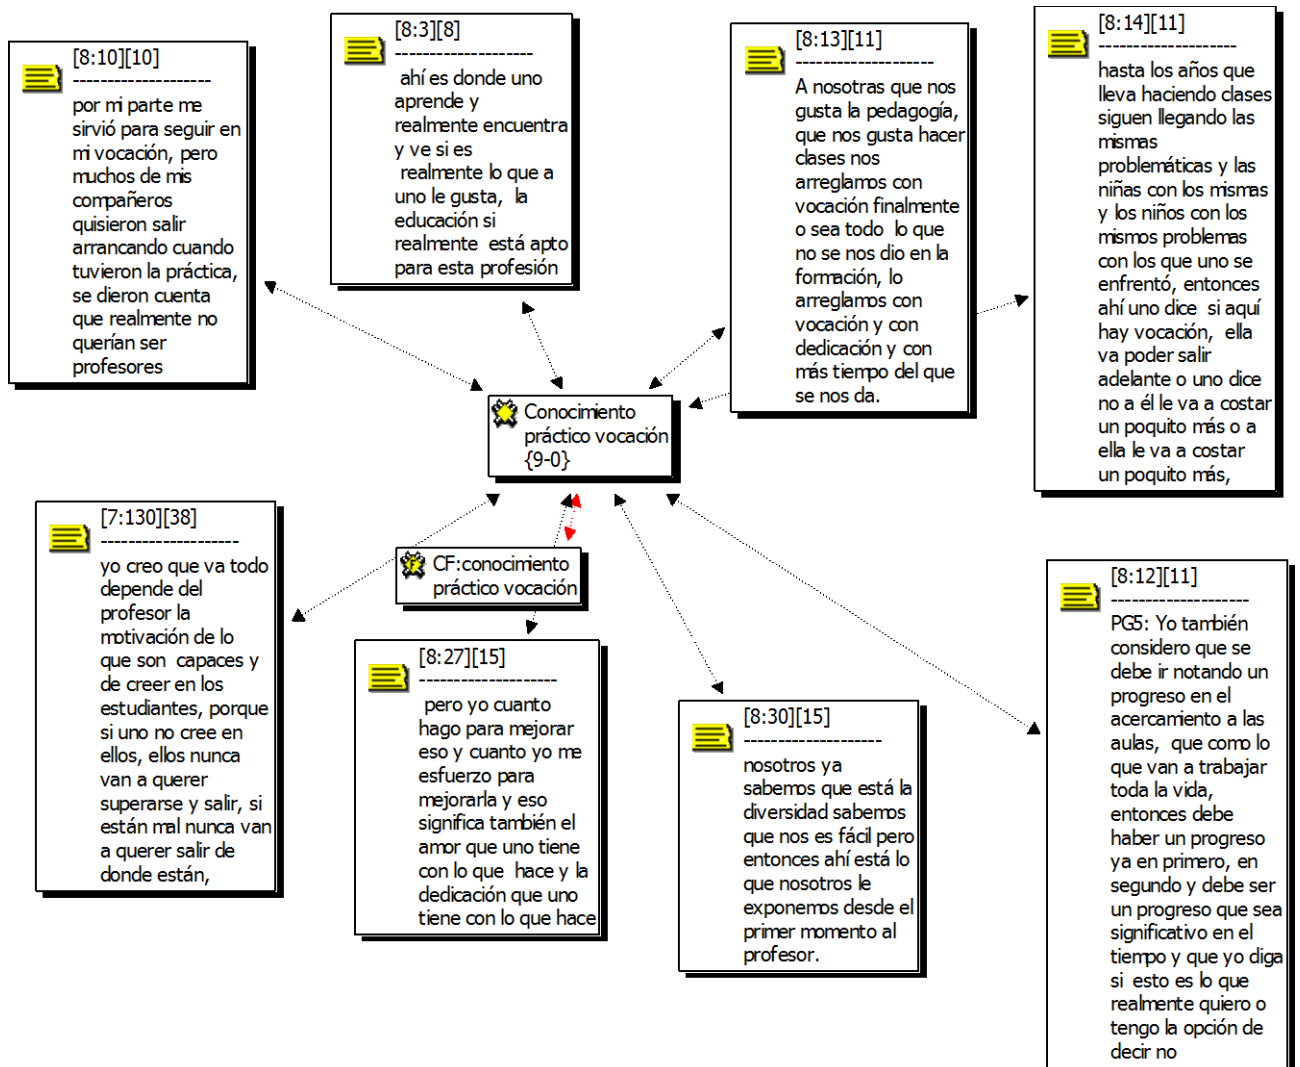 [8:10][10]
--------------------
por mi parte me
sirvió para seguir en
mi vocación, pero
muchos de mis
compañeros
quisieron salir
arrancando cuando
tuvieron la práctica,
se dieron cuenta
que realmente no
querían ser
profesores
[8:3][8]
--------------------
ahí es donde uno
aprende y
realmente encuentra
y ve si es
realmente lo que a
uno le gusta, la
educación si
realmente está apto
para esta profesión
[8:13][11]
--------------------
A nosotras que nos
gusta la pedagogía,
que nos gusta hacer
clases nos
arreglamos con
vocación finalmente
o sea todo lo que
no se nos dio en la
formación, lo
arreglamos con
vocación y con
dedicación y con
más tiempo del que
se nos da.
[8:14][11]
--------------------
hasta los años que
lleva haciendo clases
siguen llegando las
mismas
problemáticas y las
niñas con los mismas
y los niños con los
mismos problemas
con los que uno se
enfrentó, entonces
ahí uno dice si aquí
hay vocación, ella
va poder salir
adelante o uno dice
no a él le va a costar
un poquito más o a
ella le va a costar
un poquito más,
Conocimiento
práctico vocación
{9-0}
CF:conocimiento
práctico vocación
[7:130][38]
--------------------
yo creo que va todo
depende del
profesor la
motivación de lo
que son capaces y
de creer en los
estudiantes, porque
si uno no cree en
ellos, ellos nunca
van a querer
superarse y salir, si
están mal nunca van
a querer salir de
donde están,
[8:27][15]
--------------------
pero yo cuanto
hago para mejorar
eso y cuanto yo me
esfuerzo para
mejorarla y eso
significa también el
amor que uno tiene
con lo que hace y la
dedicación que uno
tiene con lo que hace
[8:30][15]
--------------------
nosotros ya
sabemos que está la
diversidad sabemos
que nos es fácil pero
entonces ahí está lo
que nosotros le
exponemos desde el
primer momento al
profesor.
[8:12][11]
--------------------
PG5: Yo también
considero que se
debe ir notando un
progreso en el
acercamiento a las
aulas, que como lo
que van a trabajar
toda la vida,
entonces debe
haber un progreso
ya en primero, en
segundo y debe ser
un progreso que sea
significativo en el
tiempo y que yo diga
si esto es lo que
realmente quiero o
tengo la opción de
decir no